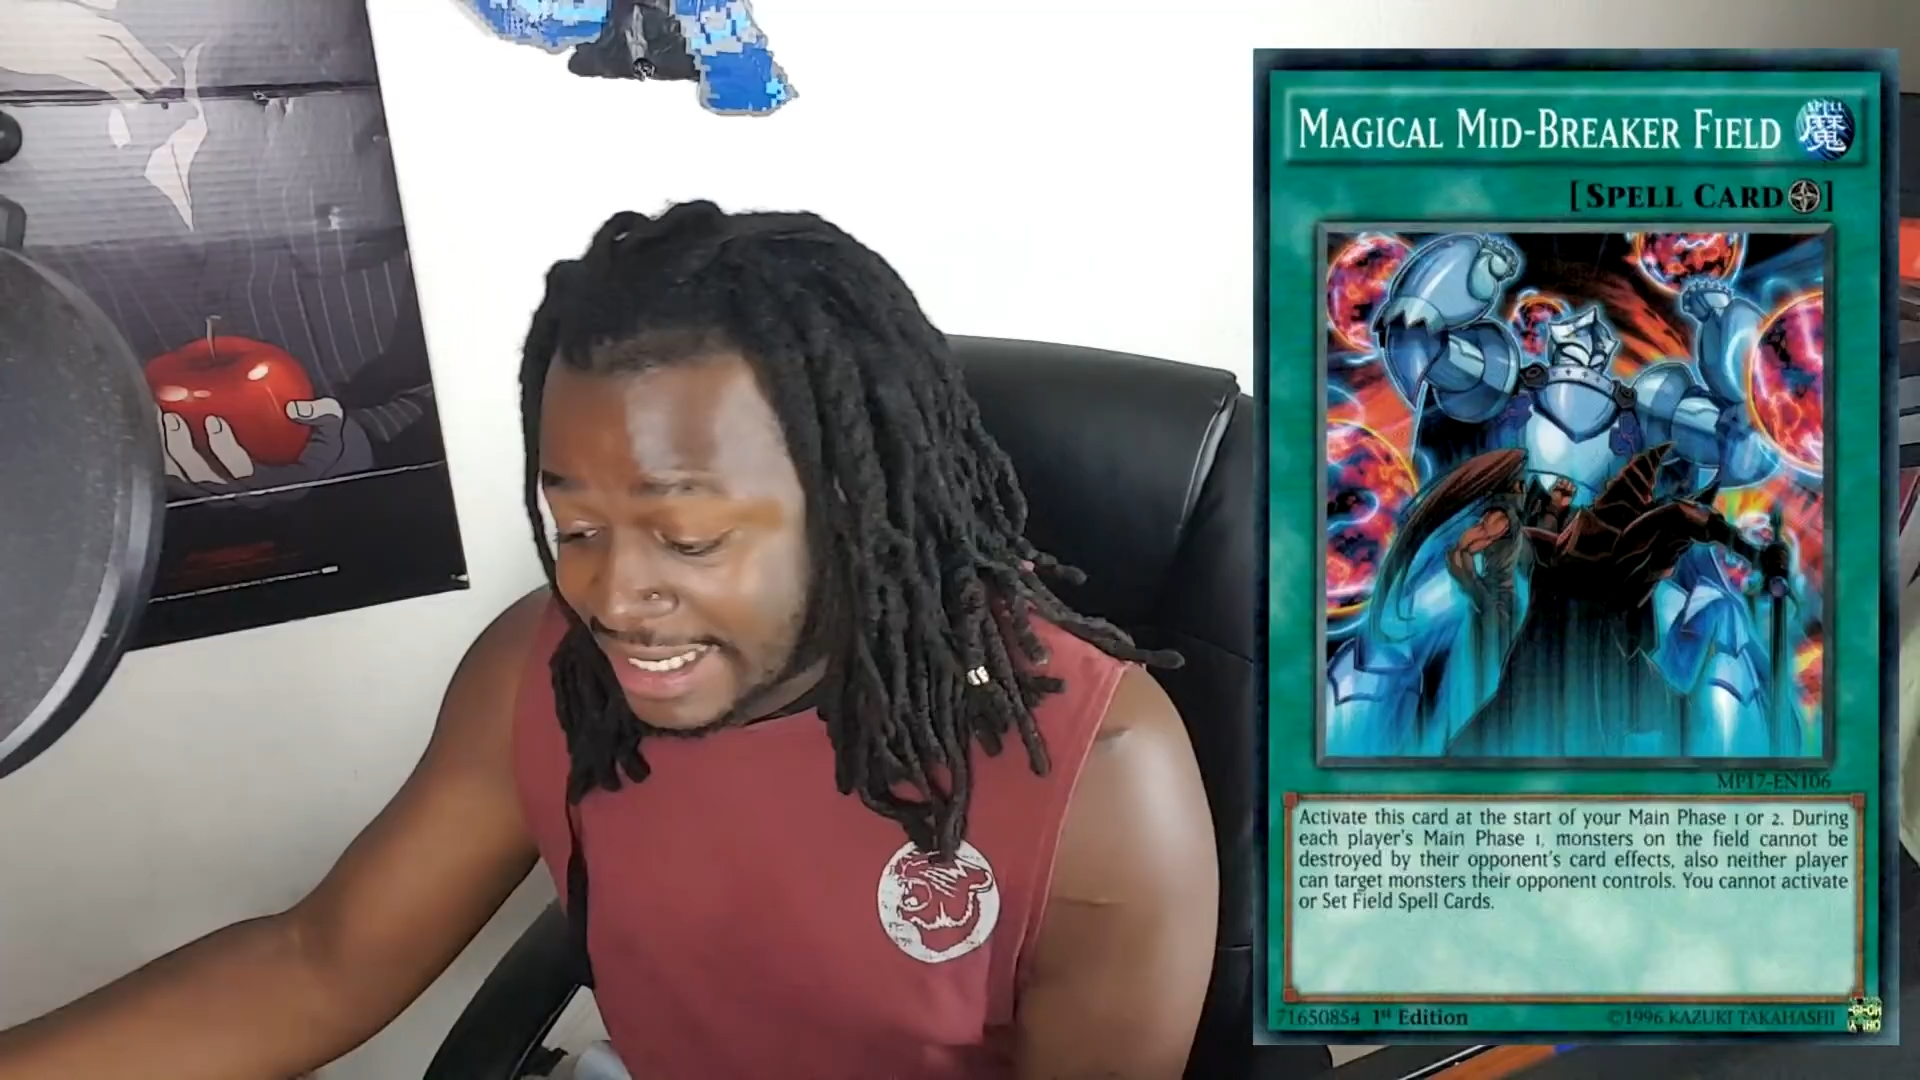 MAGICAL MID-BREAKER FIELD
SPELL
魔
[SPELL CARD]
MP17-EN106
Activate this card at the start of your Main Phase 1 or 2. During
each player's Main Phase 1, monsters on the field cannot be
destroyed by their opponent's card effects, also neither player
can target monsters their opponent controls. You cannot activate
or Set Field Spell Cards.
71650854 1st Edition
©1996 KAZUKI TAKAHASHI